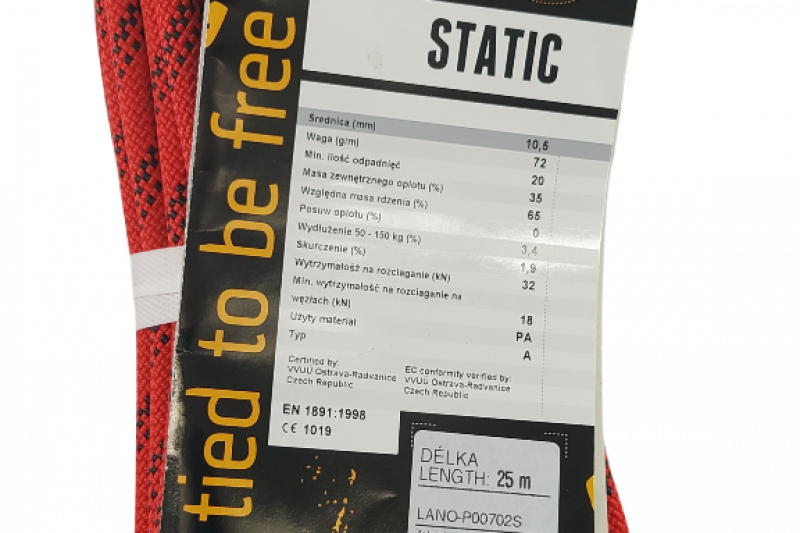 tied to be free
STATIC
Średnica (mm) 10,5
Waga (g/m) 72
Min. ilość odpadnięć 20
Masa zewnętrznego oplotu (%) 35
Względna masa rdzenia (%) 65
Posuw oplotu (%) 0
Wydłużenie 50 - 150 kg (%) 3,4
Skurczenie (%) 1,9
Wytrzymałość na rozciąganie (kN) 32
Min. wytrzymałość na rozciąganie na
węzłach (kN) 18
Użyty materiał PA
Typ A
Certified by:
VVUÚ Ostrava-Radvanice
Czech Republic
EC conformity verified by:
VVUÚ Ostrava-Radvanice
Czech Republic
EN 1891:1998
CE 1019
DÉLKA
LENGTH: 25 m
LANO-P00702S